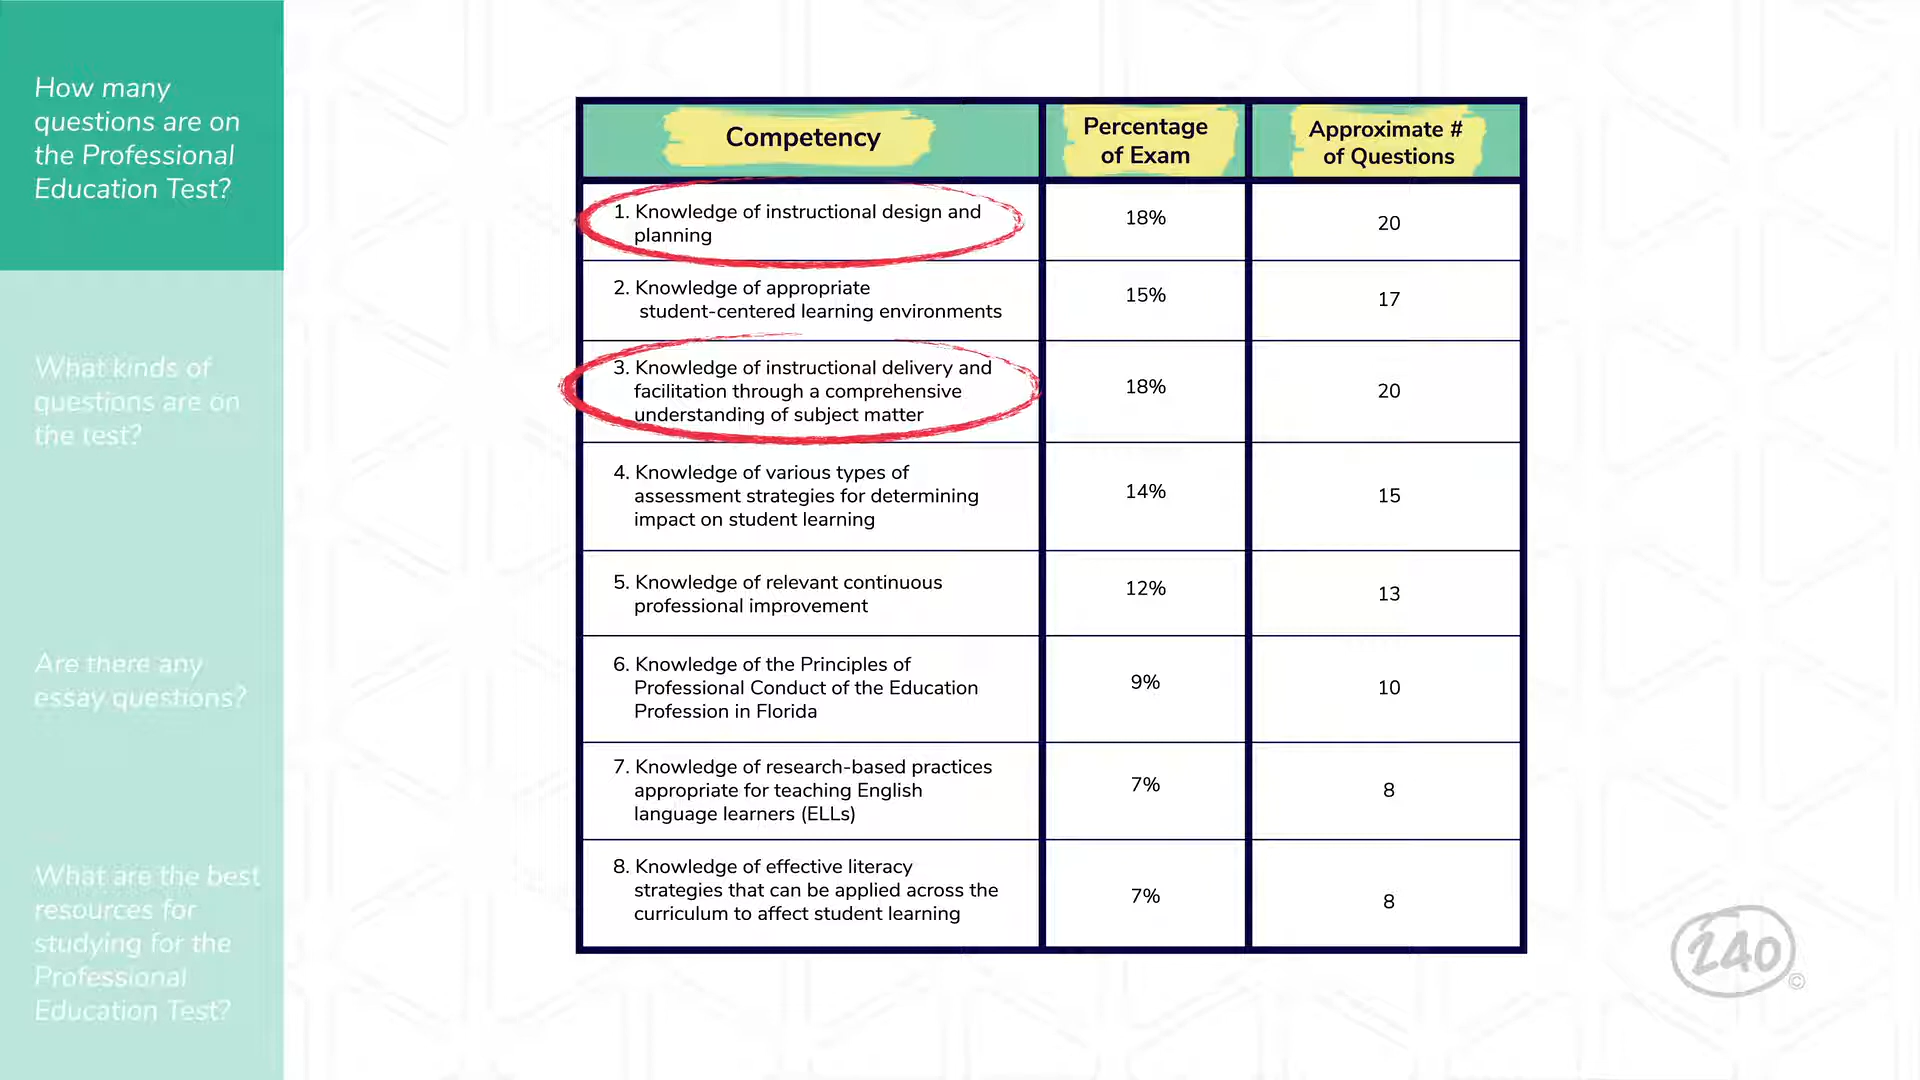 How many
questions are on
the Professional
Education Test?
What kinds of
questions are on
the test?
Are there any
essay questions?
What are the best
resources for
studying for the
Professional
Education Test?
Competency
Percentage
of Exam
Approximate #
of Questions
1. Knowledge of instructional design and
planning
18%
20
2. Knowledge of appropriate
student-centered learning environments
15%
17
3. Knowledge of instructional delivery and
facilitation through a comprehensive
understanding of subject matter
18%
20
4. Knowledge of various types of
assessment strategies for determining
impact on student learning
14%
15
5. Knowledge of relevant continuous
professional improvement
12%
13
6. Knowledge of the Principles of
Professional Conduct of the Education
Profession in Florida
9%
10
7. Knowledge of research-based practices
appropriate for teaching English
language learners (ELLs)
7%
8
8. Knowledge of effective literacy
strategies that can be applied across the
curriculum to affect student learning
7%
8
240
©